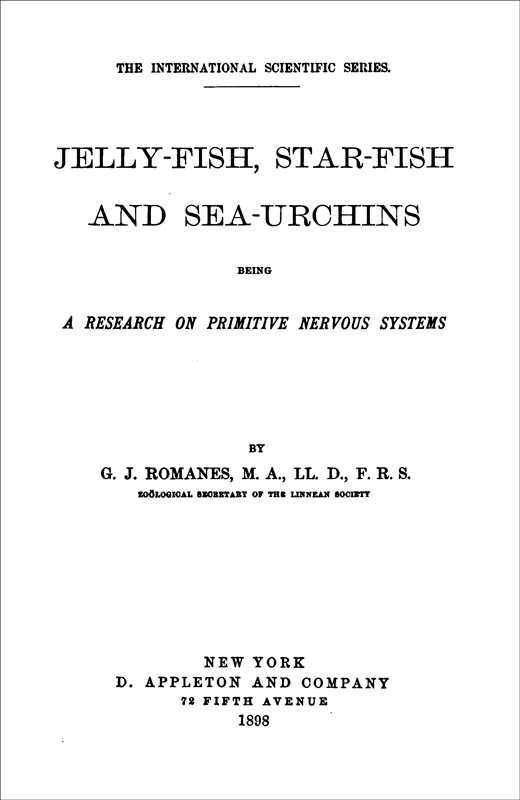 THE INTERNATIONAL SCIENTIFIC SERIES.
JELLY-FISH, STAR-FISH
AND SEA-URCHINS
BEING
A RESEARCH ON PRIMITIVE NERVOUS SYSTEMS
BY
G. J. ROMANES, M. A., LL. D., F. R. S.
ZOÖLOGICAL SECRETARY OF THE LINNEAN SOCIETY
NEW YORK
D. APPLETON AND COMPANY
72 FIFTH AVENUE
1898